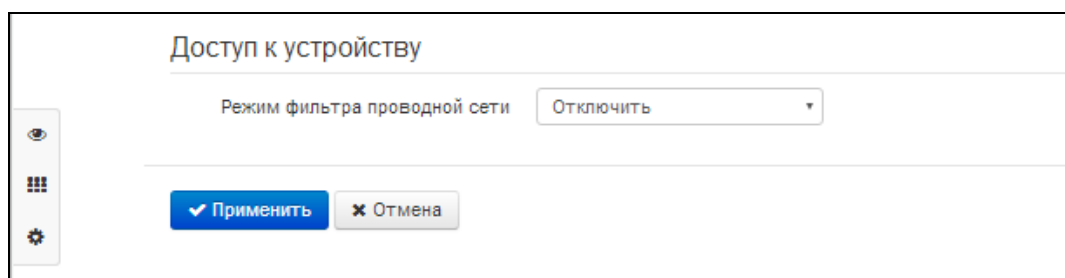 Доступ к устройству
Режим фильтра проводной сети Отключить
Применить Отмена